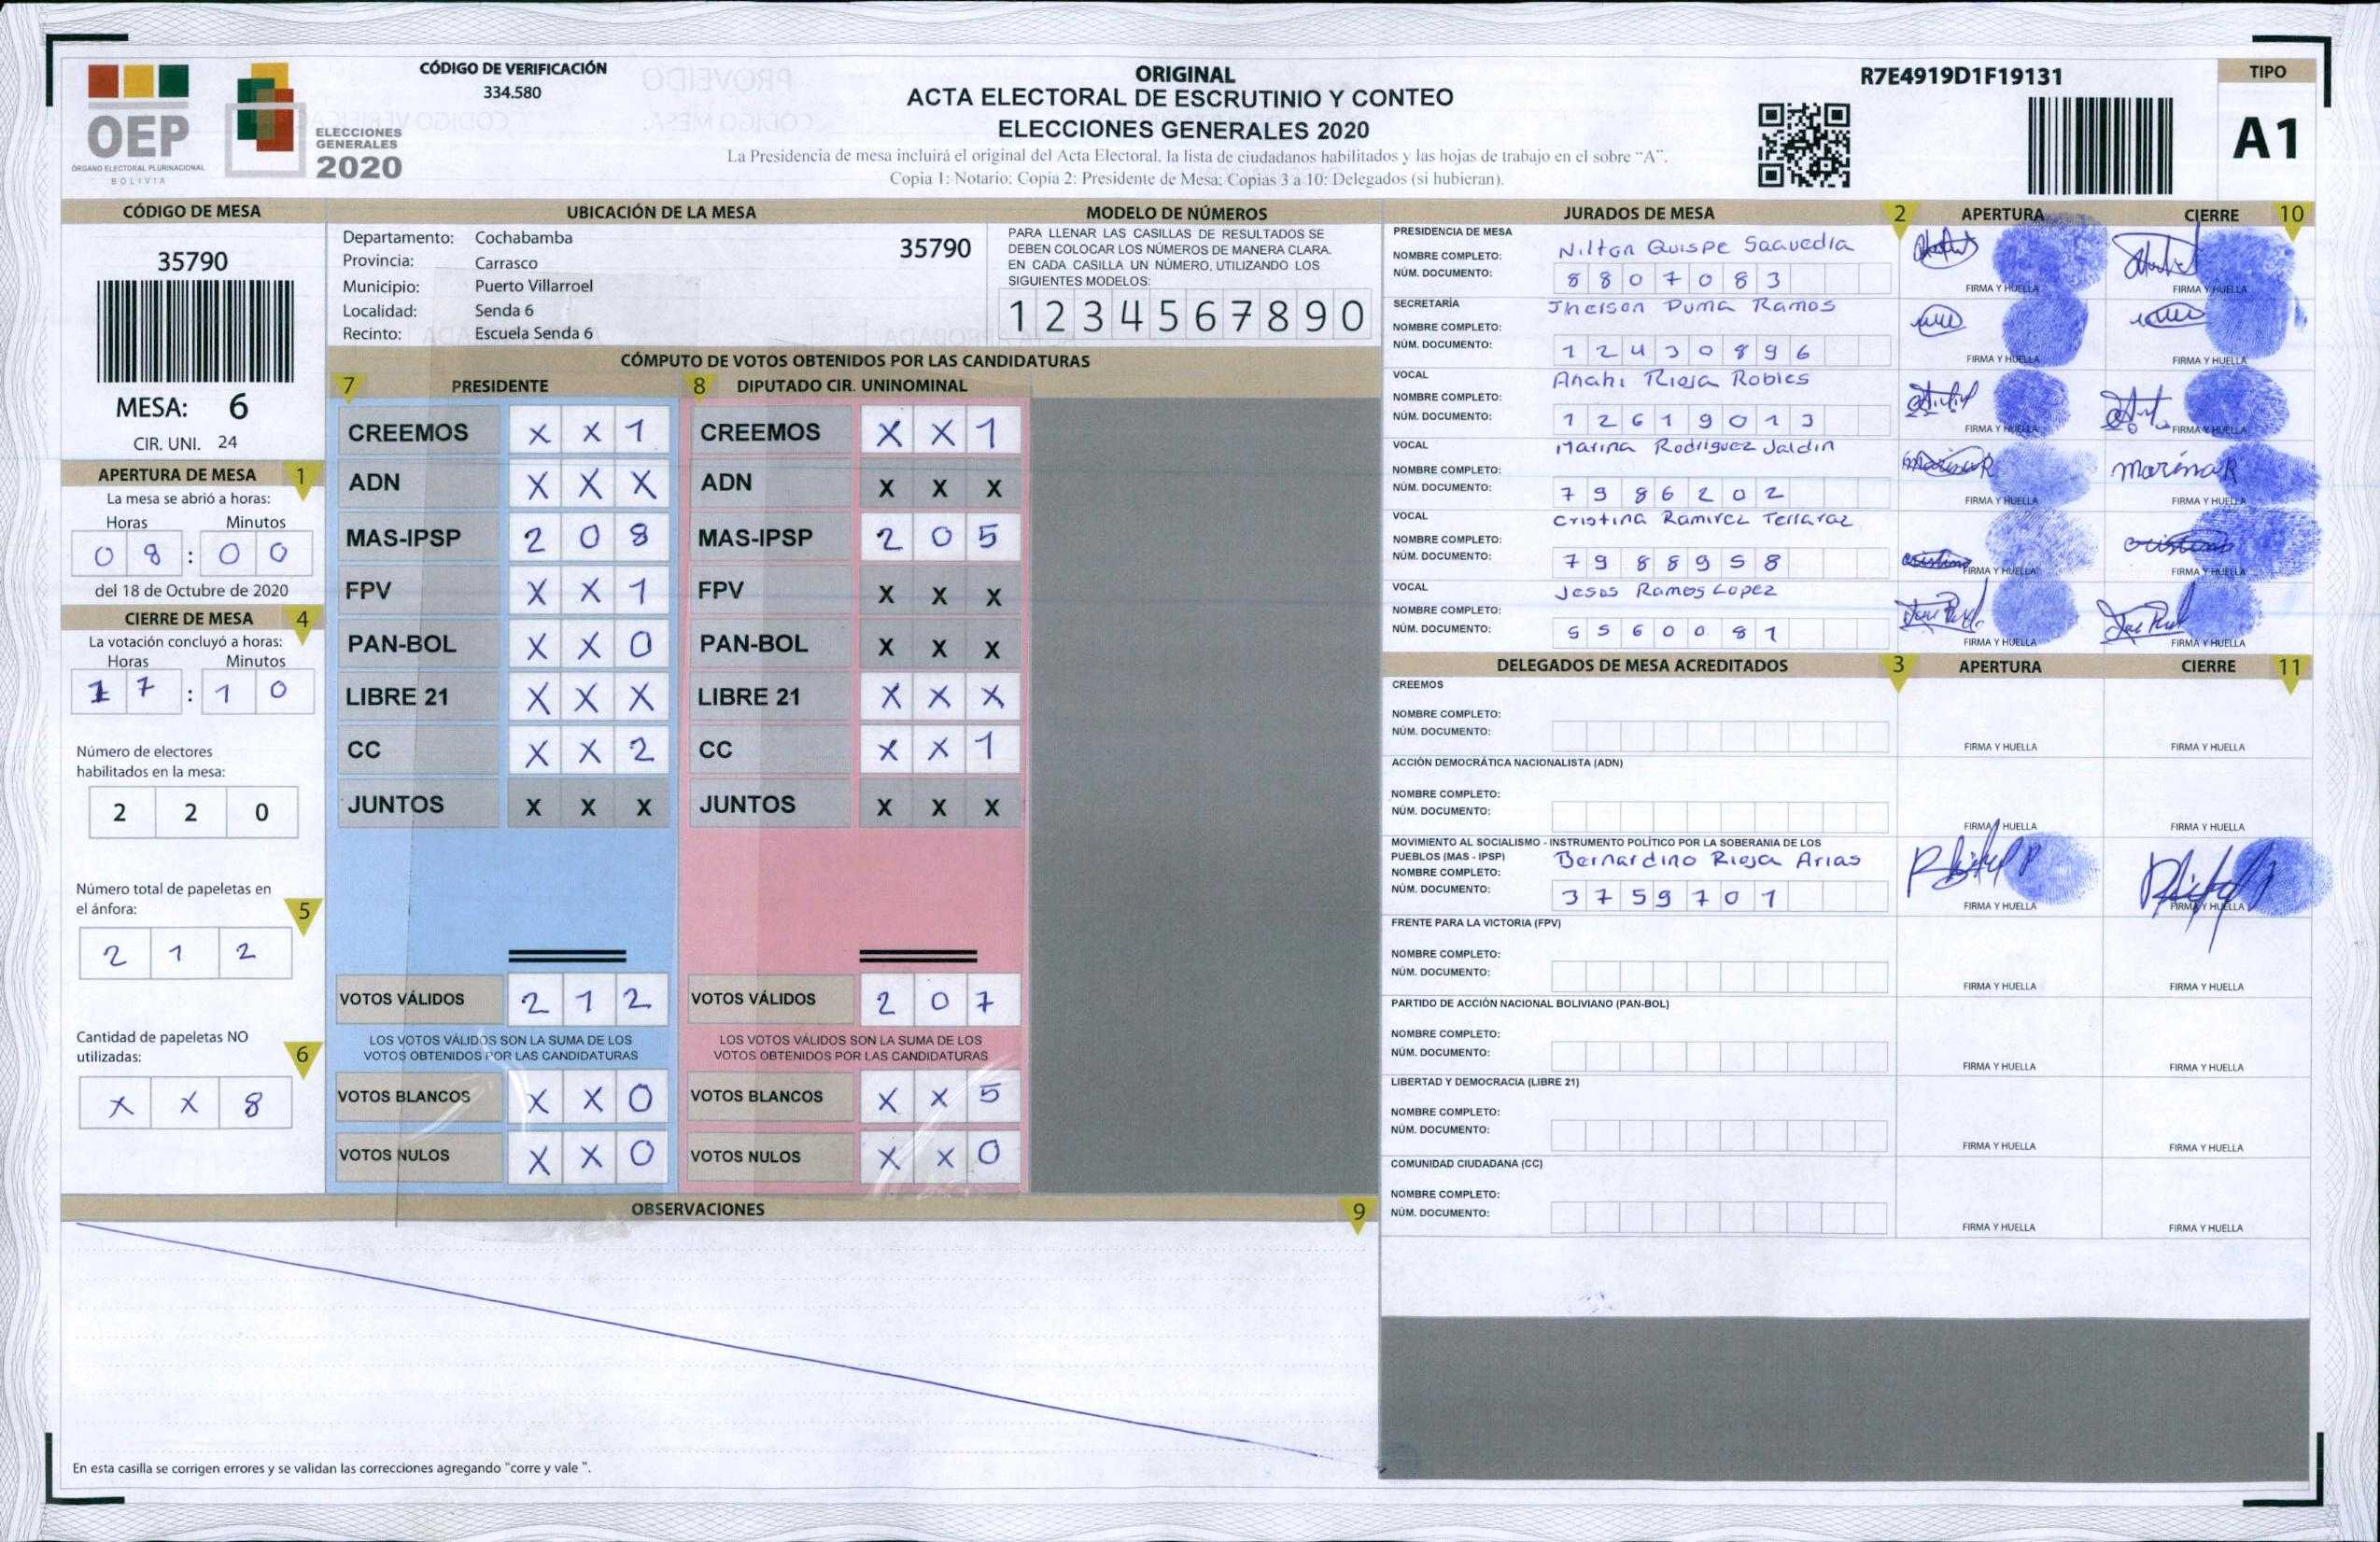 OEP
ÓRGANO ELECTORAL PLURINACIONAL
BOLIVIA
ELECCIONES
GENERALES
2020
CÓDIGO DE VERIFICACIÓN
334.580
ORIGINAL
ACTA ELECTORAL DE ESCRUTINIO Y CONTEO
ELECCIONES GENERALES 2020
La Presidencia de mesa incluirá el original del Acta Electoral, la lista de ciudadanos habilitados y las hojas de trabajo en el sobre "A".
Copia 1: Notario; Copia 2: Presidente de Mesa; Copias 3 a 10: Delegados (si hubieran).
R7E4919D1F19131
TIPO
A1
CÓDIGO DE MESA
35790
MESA: 6
CIR. UNI. 24
APERTURA DE MESA 1
La mesa se abrió a horas:
Horas Minutos
0 8 : 0 0
del 18 de Octubre de 2020
CIERRE DE MESA 4
La votación concluyó a horas:
Horas Minutos
1 7 : 1 0
Número de electores
habilitados en la mesa:
2 2 0
Número total de papeletas en
el ánfora: 5
2 1 2
Cantidad de papeletas NO
utilizadas: 6
X X 8
UBICACIÓN DE LA MESA
Departamento: Cochabamba
Provincia: Carrasco
Municipio: Puerto Villarroel
Localidad: Senda 6
Recinto: Escuela Senda 6
35790
MODELO DE NÚMEROS
PARA LLENAR LAS CASILLAS DE RESULTADOS SE
DEBEN COLOCAR LOS NÚMEROS DE MANERA CLARA.
EN CADA CASILLA UN NÚMERO, UTILIZANDO LOS
SIGUIENTES MODELOS:
1 2 3 4 5 6 7 8 9 0
CÓMPUTO DE VOTOS OBTENIDOS POR LAS CANDIDATURAS
7 PRESIDENTE 8 DIPUTADO CIR. UNINOMINAL
CREEMOS X X 1 CREEMOS X X 1
ADN X X X ADN X X X
MAS-IPSP 2 0 8 MAS-IPSP 2 0 5
FPV X X 1 FPV X X X
PAN-BOL X X 0 PAN-BOL X X X
LIBRE 21 X X X LIBRE 21 X X X
CC X X 2 CC X X 1
JUNTOS X X X JUNTOS X X X
VOTOS VÁLIDOS 2 1 2 VOTOS VÁLIDOS 2 0 7
LOS VOTOS VÁLIDOS SON LA SUMA DE LOS LOS VOTOS VÁLIDOS SON LA SUMA DE LOS
VOTOS OBTENIDOS POR LAS CANDIDATURAS VOTOS OBTENIDOS POR LAS CANDIDATURAS
VOTOS BLANCOS X X 0 VOTOS BLANCOS X X 5
VOTOS NULOS X X 0 VOTOS NULOS X X 0
OBSERVACIONES 9
En esta casilla se corrigen errores y se validan las correcciones agregando "corre y vale ".
JURADOS DE MESA 2 APERTURA CIERRE 10
PRESIDENCIA DE MESA
NOMBRE COMPLETO: Nilton Quispe Saavedra
NÚM. DOCUMENTO: 8 8 0 7 0 8 3
FIRMA Y HUELLA FIRMA Y HUELLA
SECRETARÍA
NOMBRE COMPLETO: Jheison Puma Ramos
NÚM. DOCUMENTO: 1 2 4 3 0 8 9 6
FIRMA Y HUELLA FIRMA Y HUELLA
VOCAL
NOMBRE COMPLETO: Anahi Rioja Robles
NÚM. DOCUMENTO: 1 2 6 1 9 0 1 3
FIRMA Y HUELLA FIRMA Y HUELLA
VOCAL
NOMBRE COMPLETO: Marina Rodriguez Jaldin
NÚM. DOCUMENTO: 7 9 8 6 2 0 2
marina R
FIRMA Y HUELLA FIRMA Y HUELLA
VOCAL
NOMBRE COMPLETO: Cristina Ramirez Terraraz
NÚM. DOCUMENTO: 7 9 8 8 9 5 8
FIRMA Y HUELLA FIRMA Y HUELLA
VOCAL
NOMBRE COMPLETO: Jesus Ramos Lopez
NÚM. DOCUMENTO: 5 5 6 0 0 8 1
FIRMA Y HUELLA FIRMA Y HUELLA
DELEGADOS DE MESA ACREDITADOS 3 APERTURA CIERRE 11
CREEMOS
NOMBRE COMPLETO:
NÚM. DOCUMENTO:
FIRMA Y HUELLA FIRMA Y HUELLA
ACCIÓN DEMOCRÁTICA NACIONALISTA (ADN)
NOMBRE COMPLETO:
NÚM. DOCUMENTO:
FIRMA Y HUELLA FIRMA Y HUELLA
MOVIMIENTO AL SOCIALISMO - INSTRUMENTO POLÍTICO POR LA SOBERANIA DE LOS
PUEBLOS (MAS - IPSP) Bernardino Rioja Arias
NOMBRE COMPLETO:
NÚM. DOCUMENTO: 3 7 5 9 7 0 1
FIRMA Y HUELLA FIRMA Y HUELLA
FRENTE PARA LA VICTORIA (FPV)
NOMBRE COMPLETO:
NÚM. DOCUMENTO:
FIRMA Y HUELLA FIRMA Y HUELLA
PARTIDO DE ACCIÓN NACIONAL BOLIVIANO (PAN-BOL)
NOMBRE COMPLETO:
NÚM. DOCUMENTO:
FIRMA Y HUELLA FIRMA Y HUELLA
LIBERTAD Y DEMOCRACIA (LIBRE 21)
NOMBRE COMPLETO:
NÚM. DOCUMENTO:
FIRMA Y HUELLA FIRMA Y HUELLA
COMUNIDAD CIUDADANA (CC)
NOMBRE COMPLETO:
NÚM. DOCUMENTO:
FIRMA Y HUELLA FIRMA Y HUELLA